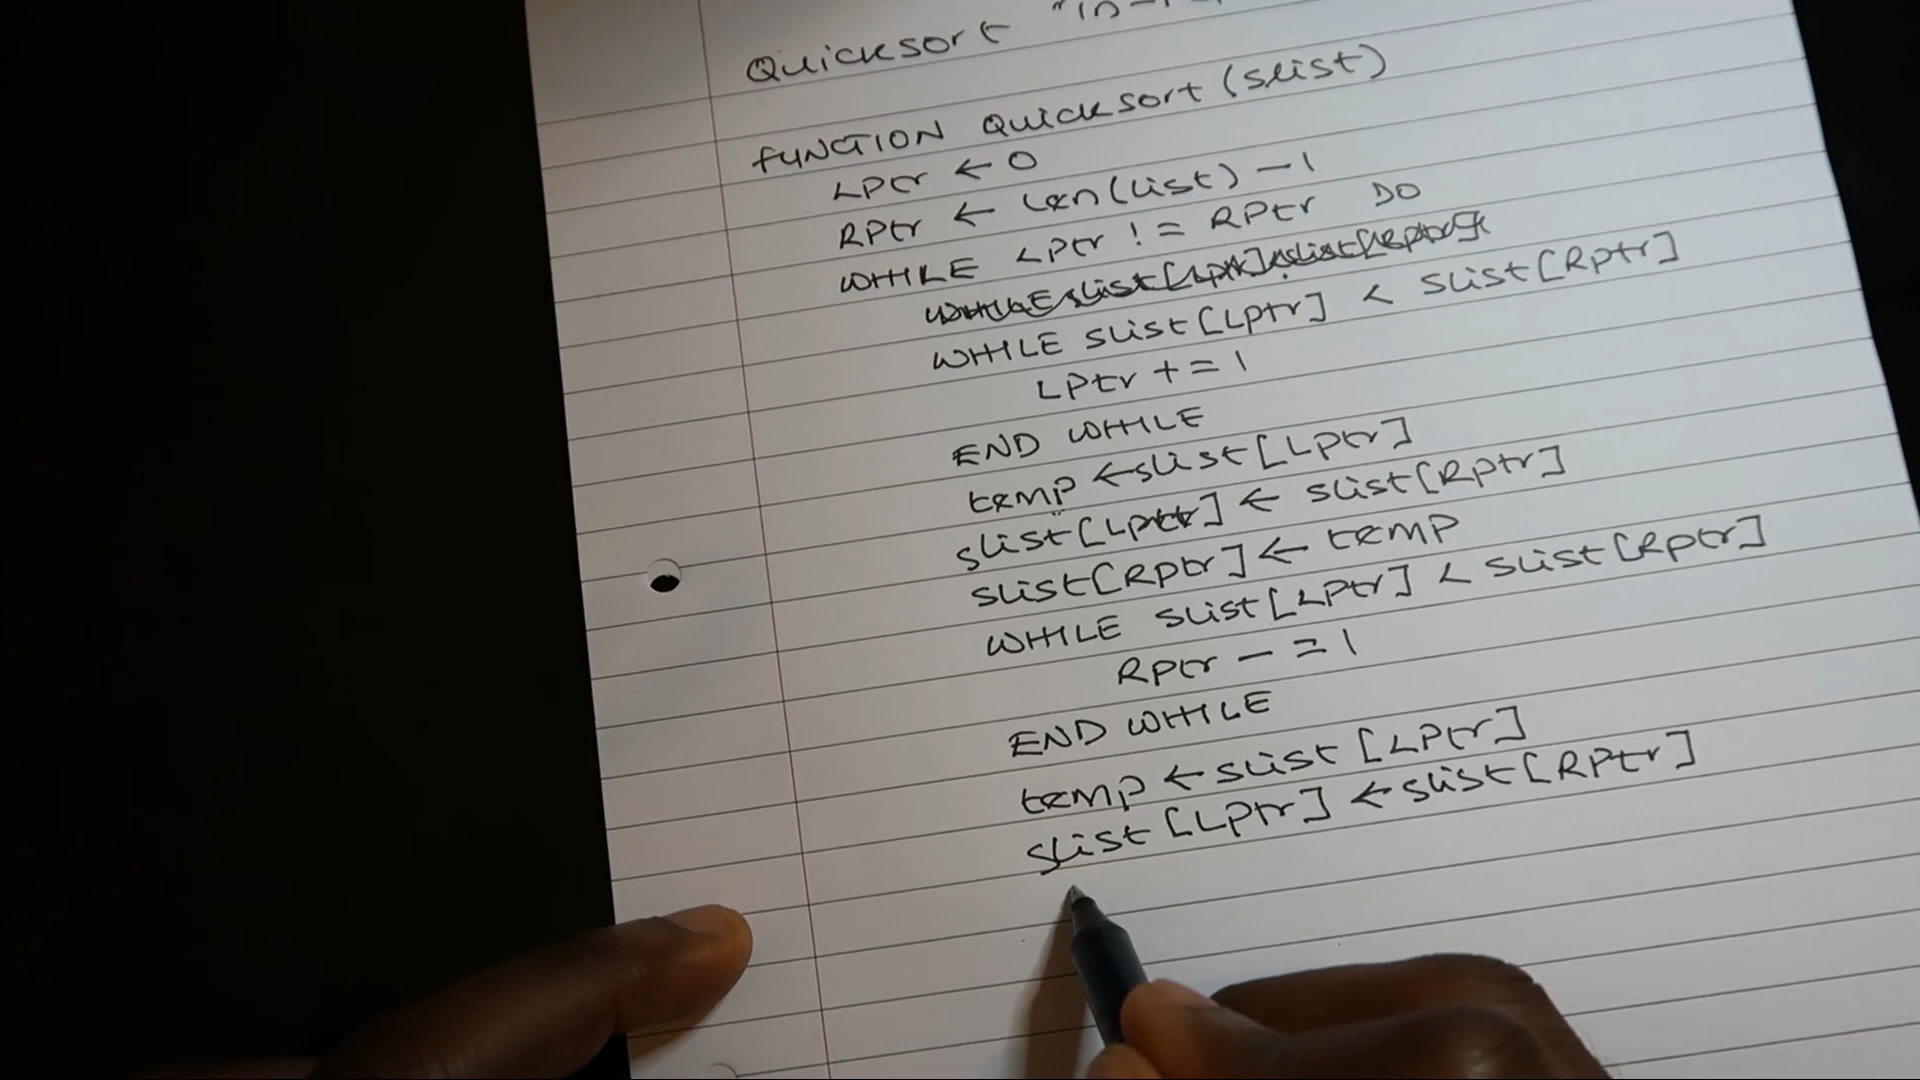 Quicksort "in-
FUNCTION Quicksort (slist)
LPtr ← 0
RPtr ← len(list) - 1
WHILE LPtr != RPtr DO
WHILE slist[LPtr] < slist[RPtr]
LPtr += 1
END WHILE
temp ← slist[LPtr]
slist[LPtr] ← slist[RPtr]
slist[RPtr] ← temp
WHILE slist[LPtr] < slist[RPtr]
RPtr -= 1
END WHILE
temp ← slist [LPtr]
slist [LPtr] ← slist[RPtr]